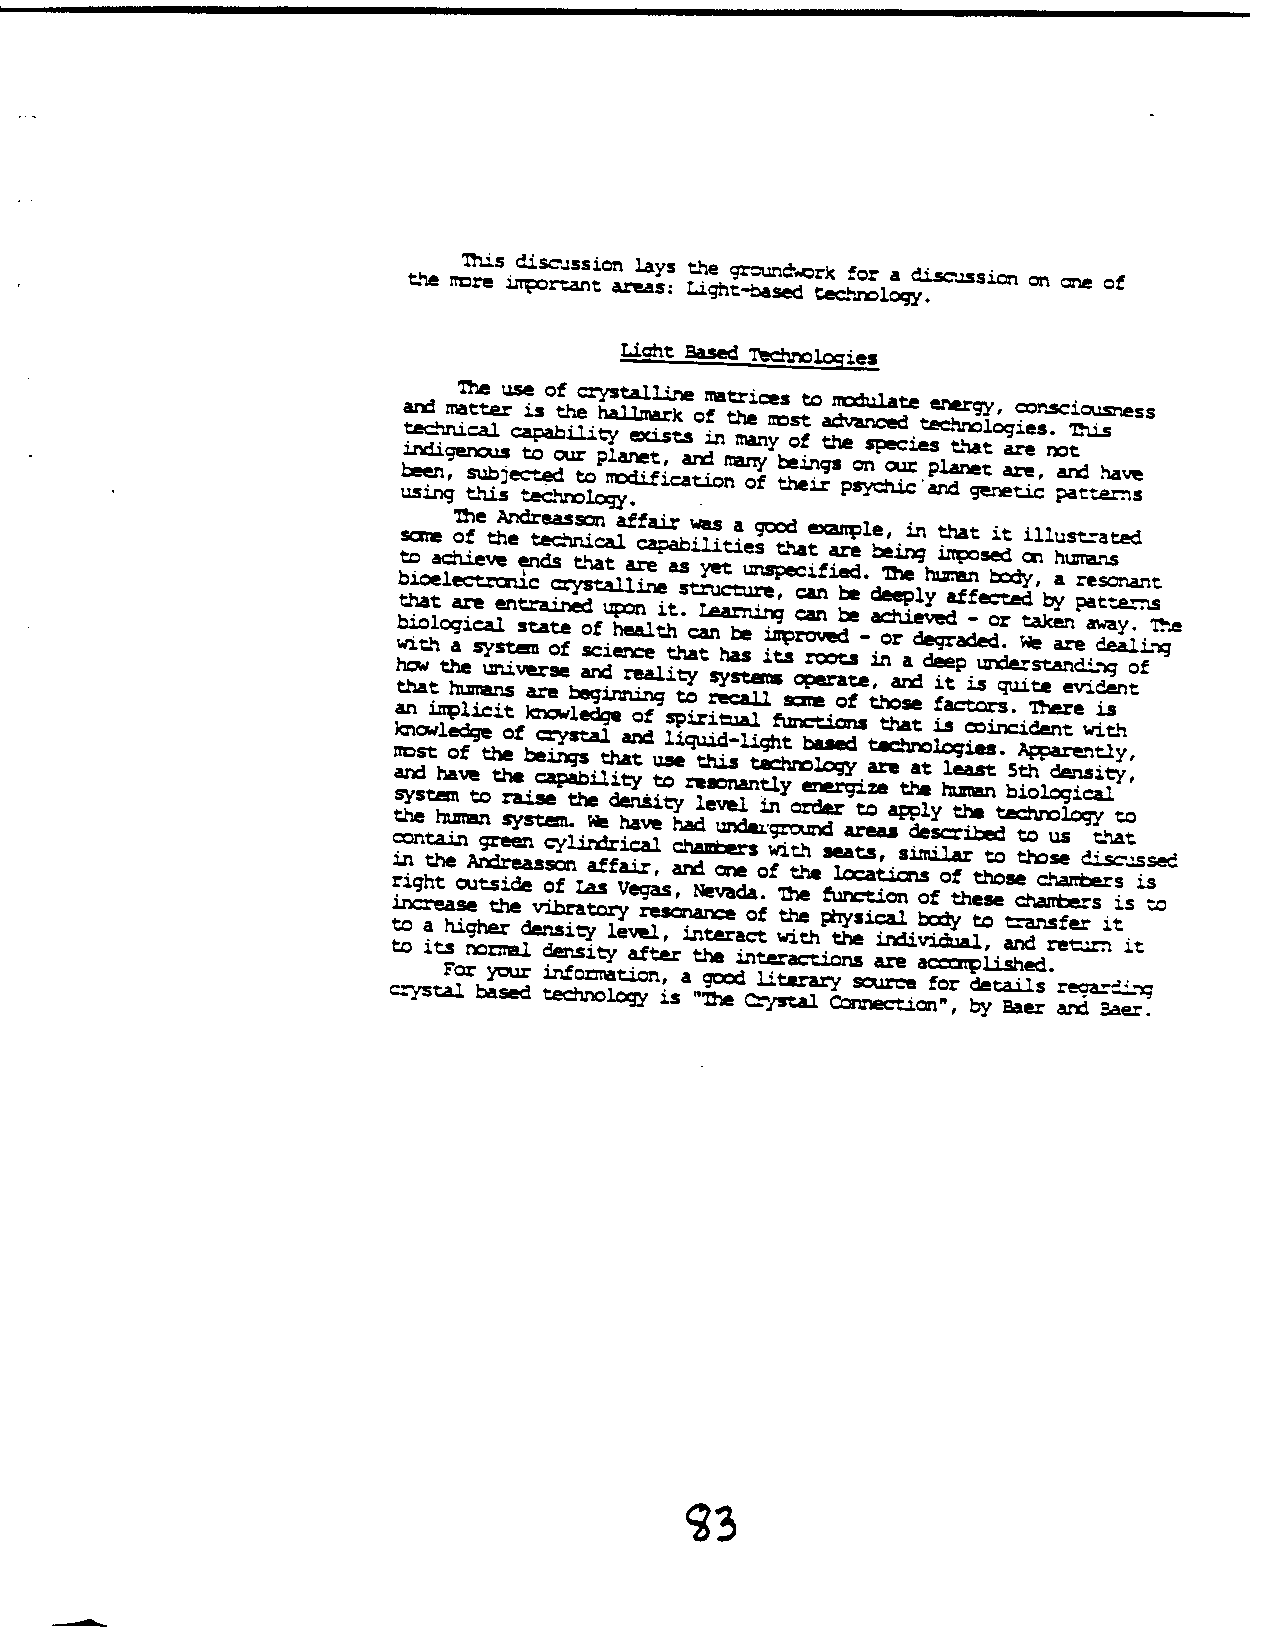 This discussion lays the groundwork for a discussion on one of
the more important areas: Light-based technology.
Light Based Technologies
The use of crystalline matrices to modulate energy, consciousness
and matter is the hallmark of the most advanced technologies. This
technical capability exists in many of the species that are not
indigenous to our planet, and many beings on our planet are, and have
been, subjected to modification of their psychic and genetic patterns
using this technology.
The Andreasson affair was a good example, in that it illustrated
some of the technical capabilities that are being imposed on humans
to achieve ends that are as yet unspecified. The human body, a resonant
bioelectronic crystalline structure, can be deeply affected by patterns
that are entrained upon it. Learning can be achieved - or taken away. The
biological state of health can be improved - or degraded. We are dealing
with a system of science that has its roots in a deep understanding of
how the universe and reality systems operate, and it is quite evident
that humans are beginning to recall some of those factors. There is
an implicit knowledge of spiritual functions that is coincident with
knowledge of crystal and liquid-light based technologies. Apparently,
most of the beings that use this technology are at least 5th density,
and have the capability to resonantly energize the human biological
system to raise the density level in order to apply the technology to
the human system. We have had underground areas described to us that
contain green cylindrical chambers with seats, similar to those discussed
in the Andreasson affair, and one of the locations of those chambers is
right outside of Las Vegas, Nevada. The function of these chambers is to
increase the vibratory resonance of the physical body to transfer it
to a higher density level, interact with the individual, and return it
to its normal density after the interactions are accomplished.
For your information, a good literary source for details regarding
crystal based technology is "The Crystal Connection", by Baer and Baer.
83